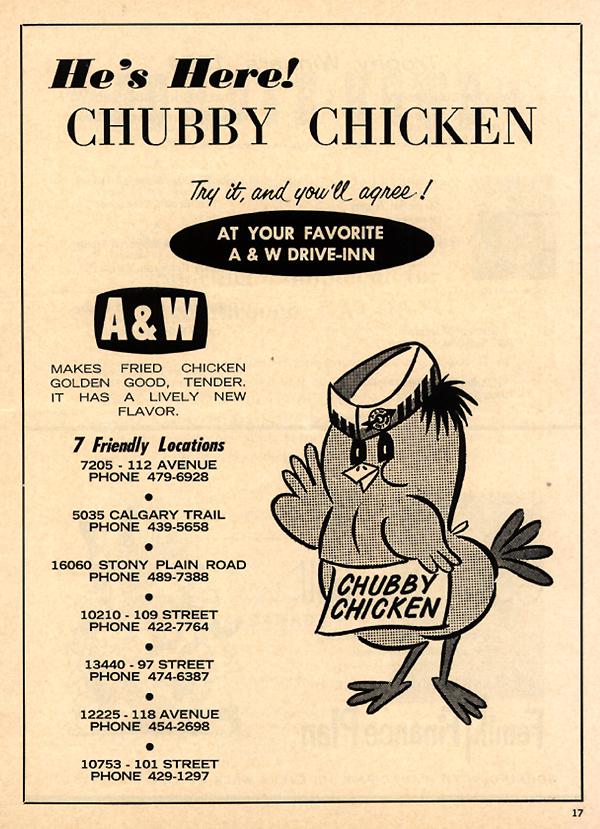 He's Here!
CHUBBY CHICKEN
Try it, and you'll agree!
AT YOUR FAVORITE
A & W DRIVE-INN
A&W
MAKES FRIED CHICKEN
GOLDEN GOOD, TENDER.
IT HAS A LIVELY NEW
FLAVOR.
7 Friendly Locations
7205 - 112 AVENUE
PHONE 479-6928
5035 CALGARY TRAIL
PHONE 439-5658
16060 STONY PLAIN ROAD
PHONE 489-7388
10210 - 109 STREET
PHONE 422-7764
13440 - 97 STREET
PHONE 474-6387
12225 - 118 AVENUE
PHONE 454-2698
10753 - 101 STREET
PHONE 429-1297
CHUBBY
CHICKEN
17